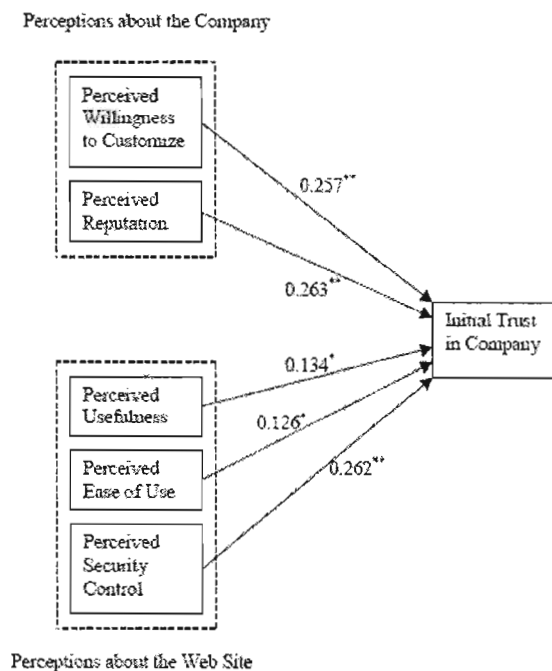 Perceptions about the Company
Perceived
Willingness
to Customize
Perceived
Reputation
0.257**
0.263**
Initial Trust
in Company
0.134*
0.126*
0.262**
Perceived
Usefulness
Perceived
Ease of Use
Perceived
Security
Control
Perceptions about the Web Site